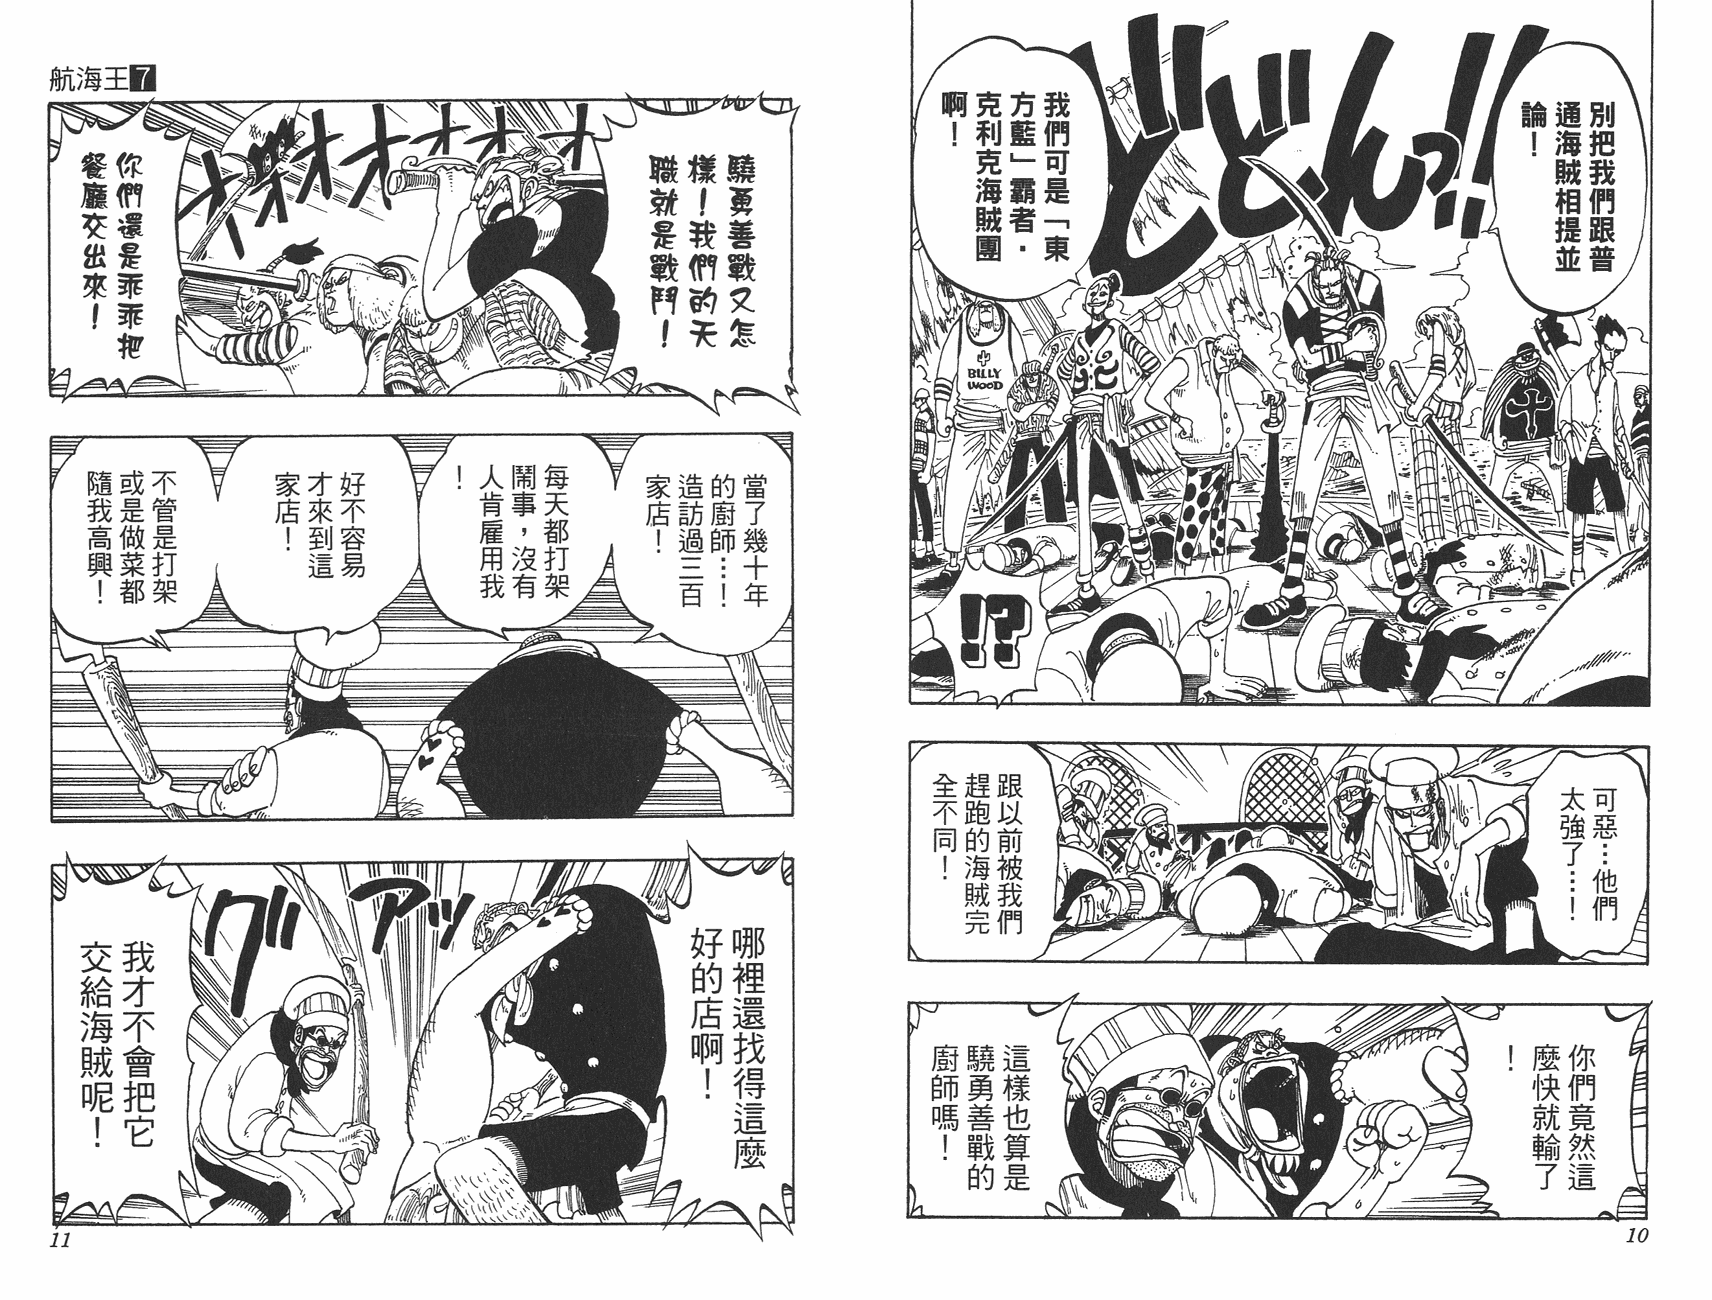 別把我們跟普
通海賊相提並
論！
どどんっ!!
我們可是「東
方藍」霸者．
克利克海賊團
啊！
BILLY
WOOD
!?
可惡…他們
太強了…！
跟以前被我們
趕跑的海賊完
全不同！
你們竟然這
麼快就輸了
！
這樣也算是
驍勇善戰的
廚師嗎！
10
航海王7
驍勇善戰又怎
樣！我們的天
職就是戰鬥！
オオオオオオオ
你們還是乖乖把
餐廳交出來！
當了幾十年
的廚師…！
造訪過三百
家店！
每天都打架
鬧事，沒有
人肯雇用我
！
好不容易
才來到這
家店！
不管是打架
或是做菜都
隨我高興！
哪裡還找得這麼
好的店啊！
アッ
グッ
我才不會把它
交給海賊呢！
11